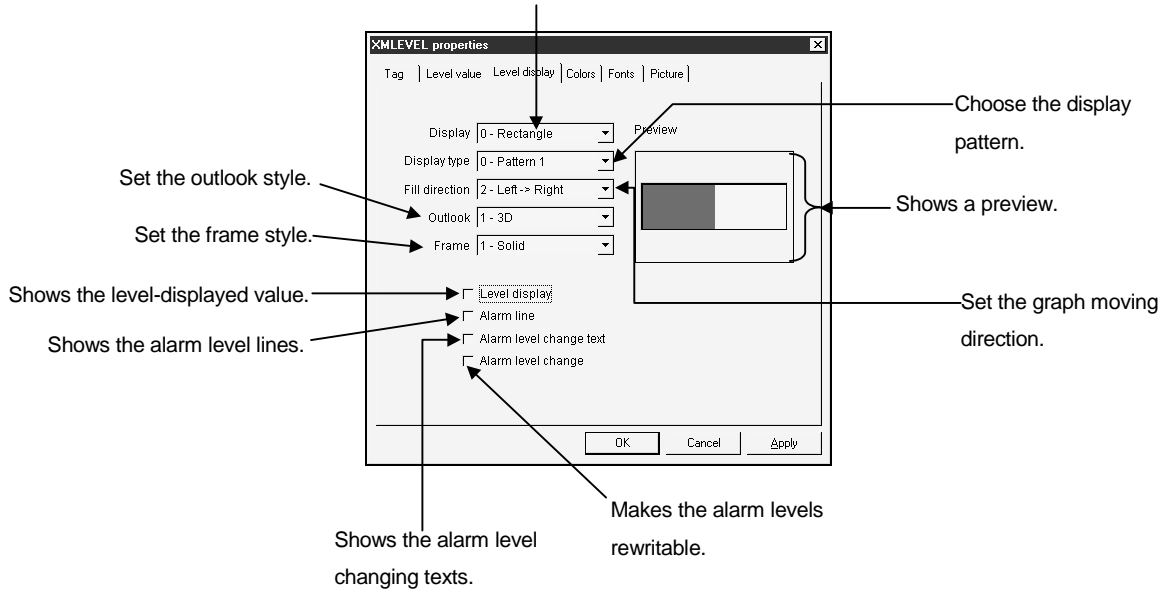 XMLEVEL properties
Tag Level value Level display Colors Fonts Picture
Display 0 - Rectangle
Display type 0 - Pattern 1
Fill direction 2 - Left -> Right
Outlook 1 - 3D
Frame 1 - Solid
Preview
Level display
Alarm line
Alarm level change text
Alarm level change
OK Cancel Apply
Set the outlook style.
Set the frame style.
Shows the level-displayed value.
Shows the alarm level lines.
Shows the alarm level
changing texts.
Makes the alarm levels
rewritable.
Choose the display
pattern.
Shows a preview.
Set the graph moving
direction.